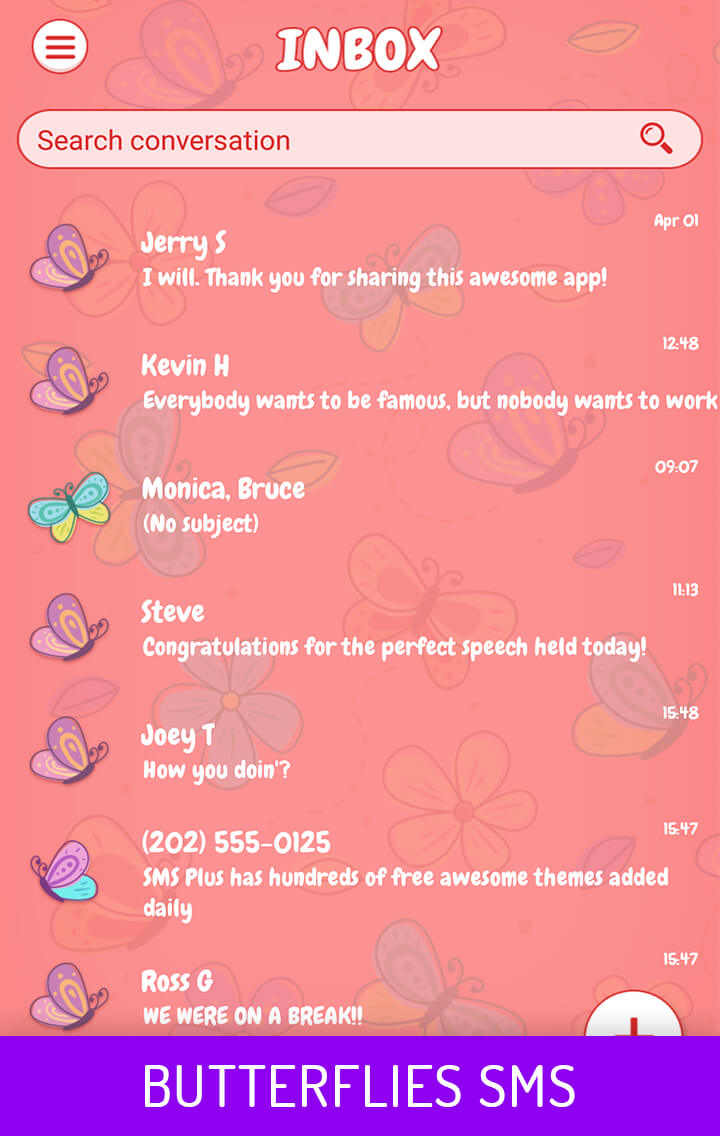 INBOX
Search conversation
Apr 01
Jerry S
I will. Thank you for sharing this awesome app!
12:48
Kevin H
Everybody wants to be famous, but nobody wants to work
09:07
Monica, Bruce
(No subject)
11:13
Steve
Congratulations for the perfect speech held today!
15:48
Joey T
How you doin'?
15:47
(202) 555-0125
SMS Plus has hundreds of free awesome themes added
daily
15:47
Ross G
WE WERE ON A BREAK!!
BUTTERFLIES SMS